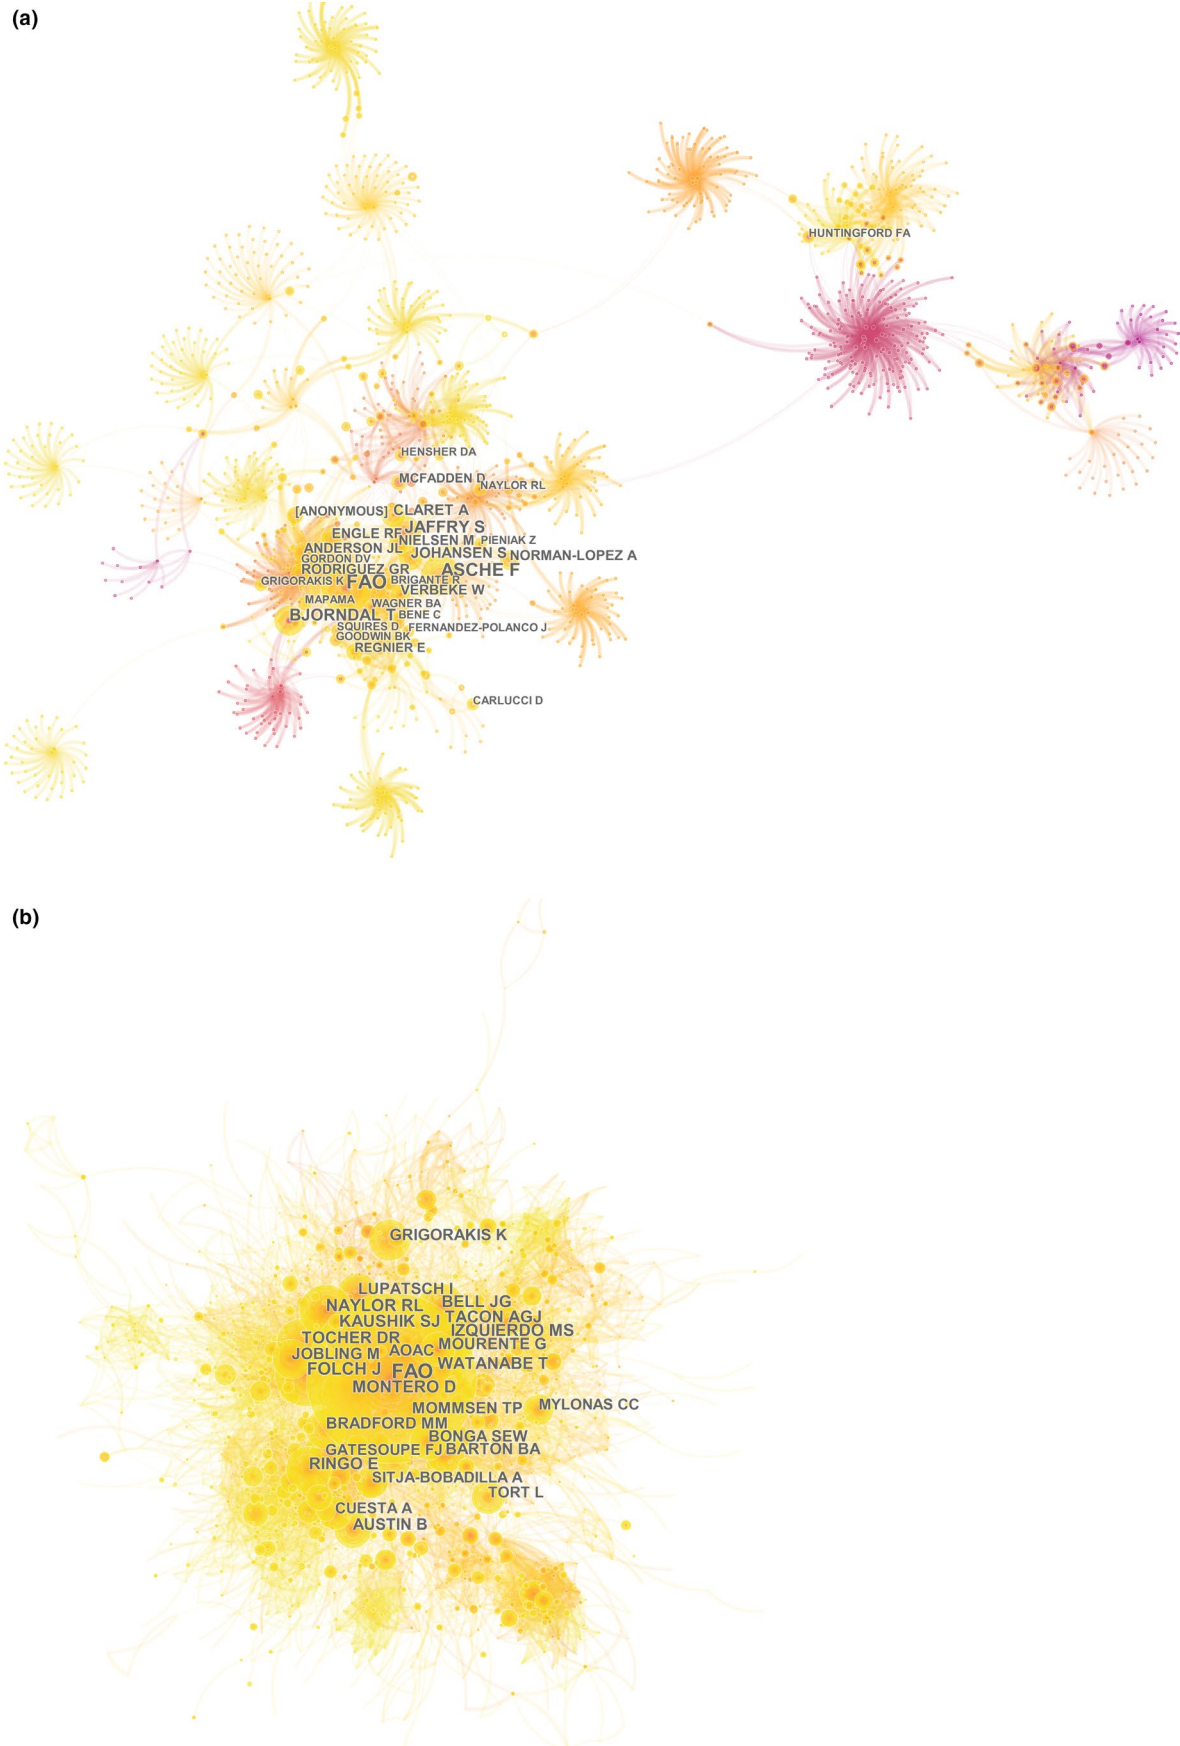 (a)
HUNTINGFORD FA
HENSHER DA
MCFADDEN D
NAYLOR RL
[ANONYMOUS]
CLARET A
JAFFRY S
ENGLE RF
NIELSEN M
PIENIAK Z
ANDERSON JL
JOHANSEN S
NORMAN-LOPEZ A
GORDON DV
RODRIGUEZ GR
ASCHE F
GRIGORAKIS K
FAO
BRIGANTE R
VERBEKE W
MAPAMA
WAGNER BA
BJORNDAL T
BENE C
SQUIRES D
FERNANDEZ-POLANCO J
GOODWIN BK
REGNIER E
CARLUCCI D
(b)
GRIGORAKIS K
LUPATSCH I
NAYLOR RL
BELL JG
KAUSHIK SJ
TACON AGJ
IZQUIERDO MS
TOCHER DR
MOURENTE G
JOBLING M
AOAC
FOLCH J
FAO
WATANABE T
MONTERO D
MOMMSEN TP
MYLONAS CC
BRADFORD MM
BONGA SEW
GATESOUPE FJ
BARTON BA
RINGO E
SITJA-BOBADILLA A
TORT L
CUESTA A
AUSTIN B